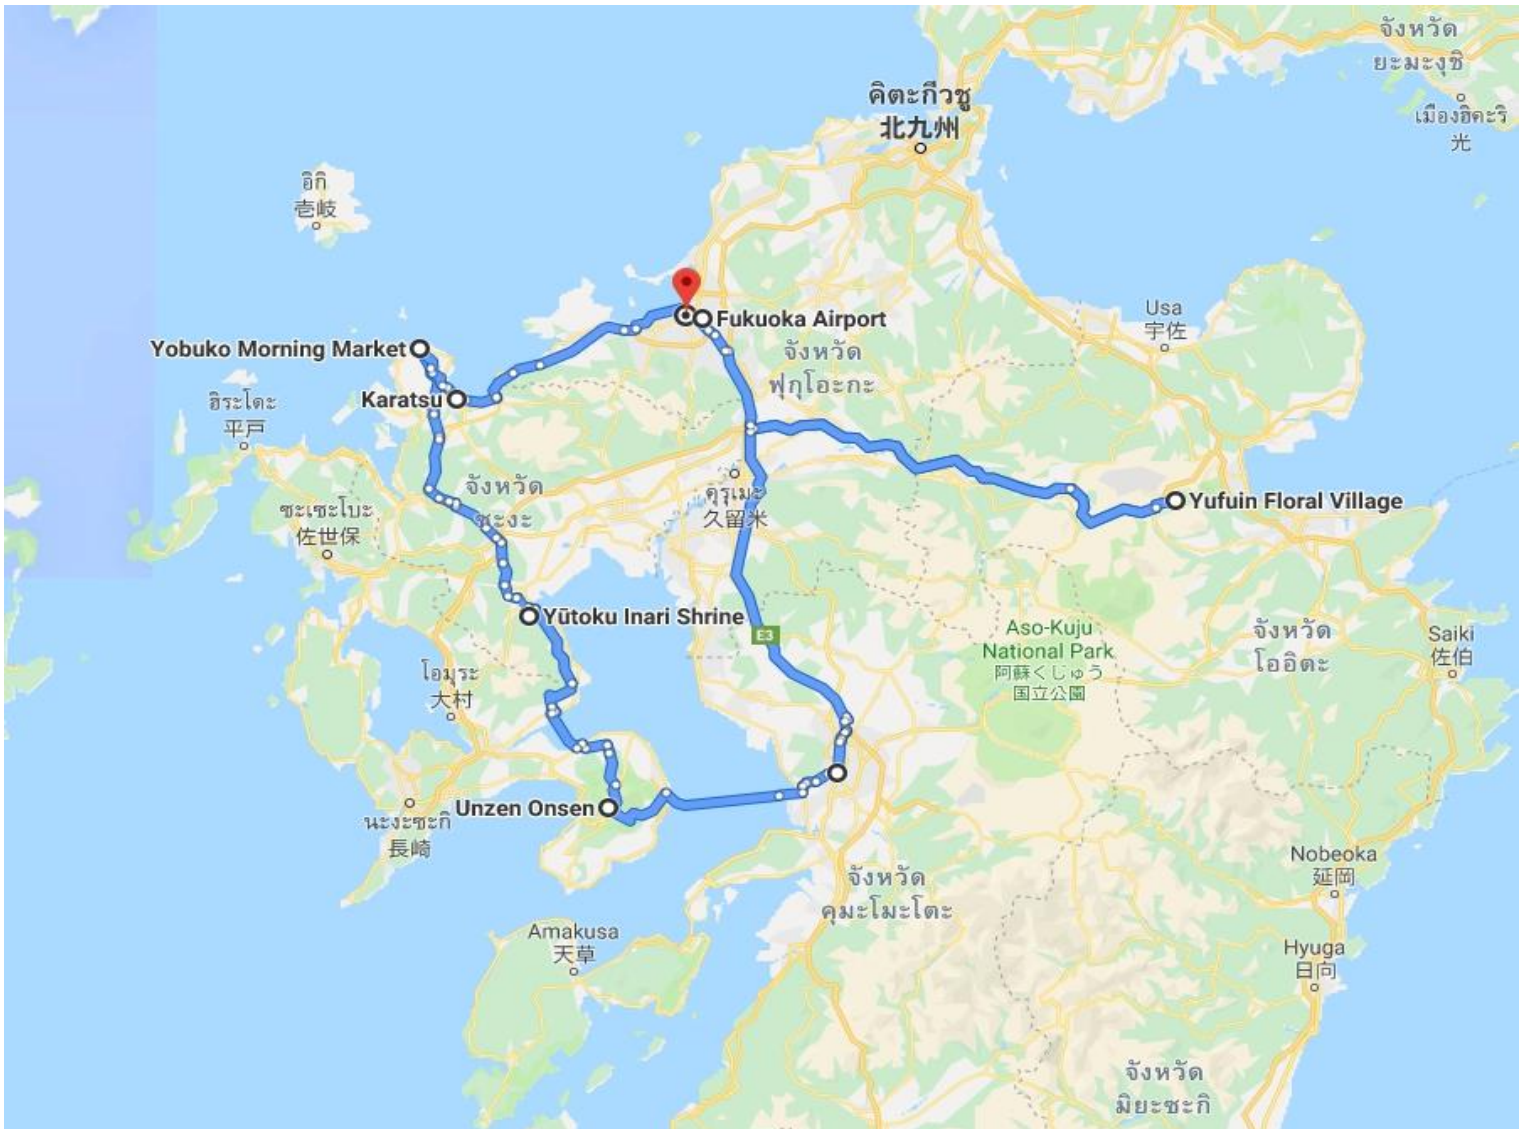 จังหวัด
ยะมะงุชิ
คิตะกีวชู
北九州
เมืองฮิคะริ
光
อิกิ
壱岐
Fukuoka Airport
Usa
宇佐
Yobuko Morning Market
จังหวัด
ฟุกุโอะกะ
Karatsu
ฮิระโดะ
平戸
จังหวัด
ซะงะ
คุรุเมะ
久留米
Yufuin Floral Village
ซะเซะโบะ
佐世保
Yūtoku Inari Shrine
E3
Aso-Kuju
National Park
阿蘇くじゅう
国立公園
จังหวัด
โออิตะ
Saiki
佐伯
โอมุระ
大村
Unzen Onsen
นะงะซะกิ
長崎
Nobeoka
延岡
จังหวัด
คุมะโมะโตะ
Amakusa
天草
Hyuga
日向
จังหวัด
มิยะซะกิ